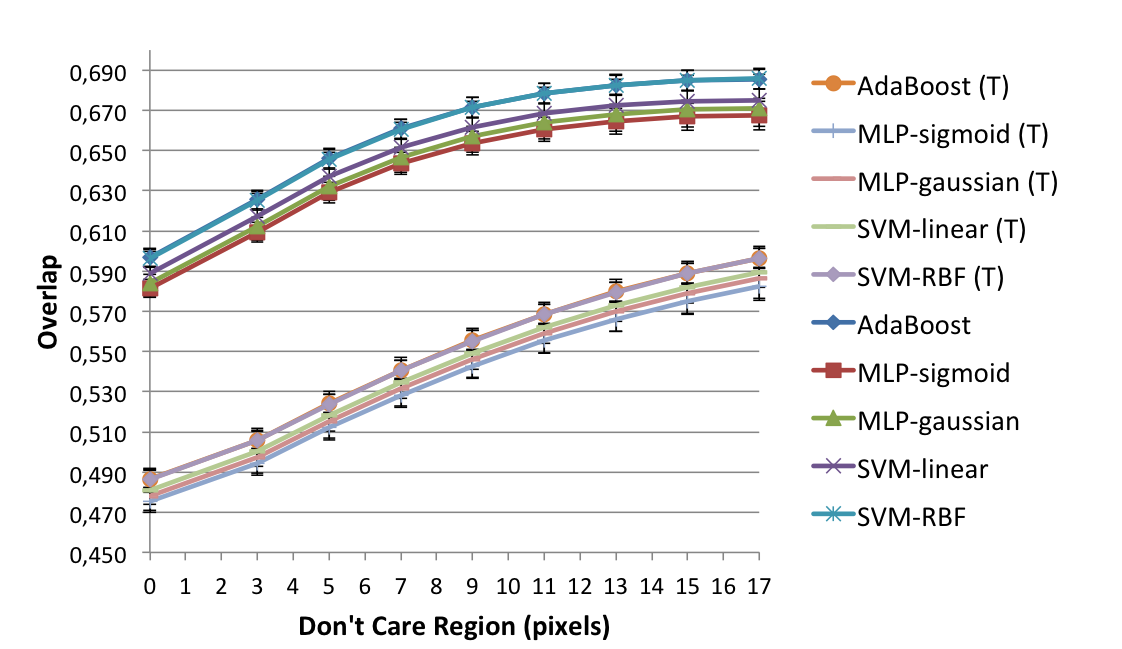 0,690
0,670
0,650
0,630
0,610
0,590
0,570
0,550
0,530
0,510
0,490
0,470
0,450
Overlap
0 1 2 3 4 5 6 7 8 9 10 11 12 13 14 15 16 17
Don't Care Region (pixels)
AdaBoost (T)
MLP-sigmoid (T)
MLP-gaussian (T)
SVM-linear (T)
SVM-RBF (T)
AdaBoost
MLP-sigmoid
MLP-gaussian
SVM-linear
SVM-RBF